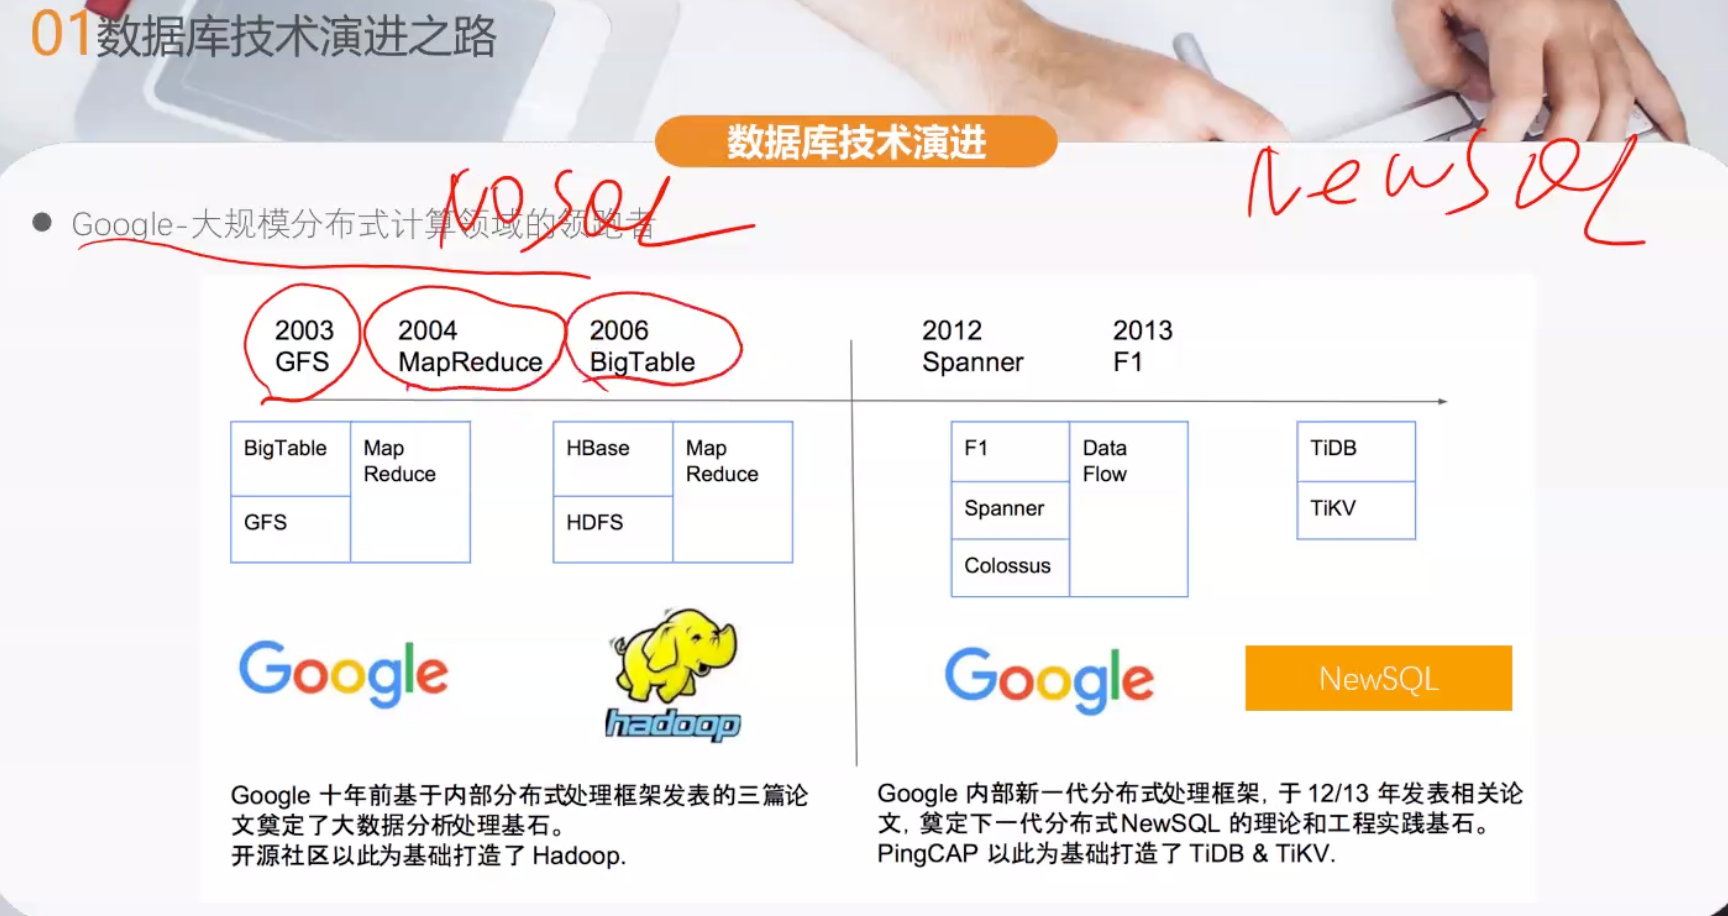 01数据库技术演进之路
数据库技术演进
NoSQL
NewSQL
Google-大规模分布式计算领域的领跑者
2003
GFS
2004
MapReduce
2006
BigTable
2012
Spanner
2013
F1
BigTable
GFS
Map
Reduce
HBase
HDFS
Map
Reduce
F1
Spanner
Colossus
Data
Flow
TiDB
TiKV
Google
hadoop
Google
NewSQL
Google 十年前基于内部分布式处理框架发表的三篇论
文奠定了大数据分析处理基石。
开源社区以此为基础打造了 Hadoop.
Google 内部新一代分布式处理框架, 于 12/13 年发表相关论
文, 奠定下一代分布式NewSQL 的理论和工程实践基石。
PingCAP 以此为基础打造了 TiDB & TiKV.